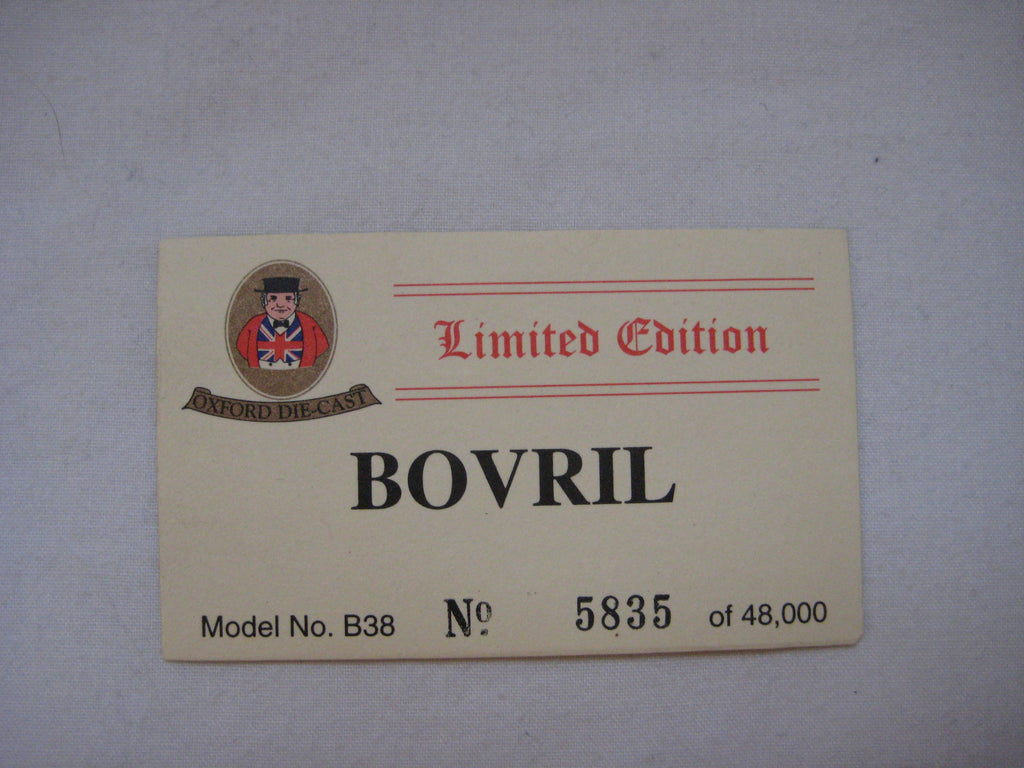 Limited Edition
OXFORD DIE-CAST
BOVRIL
Model No. B38 Nº 5835 of 48,000